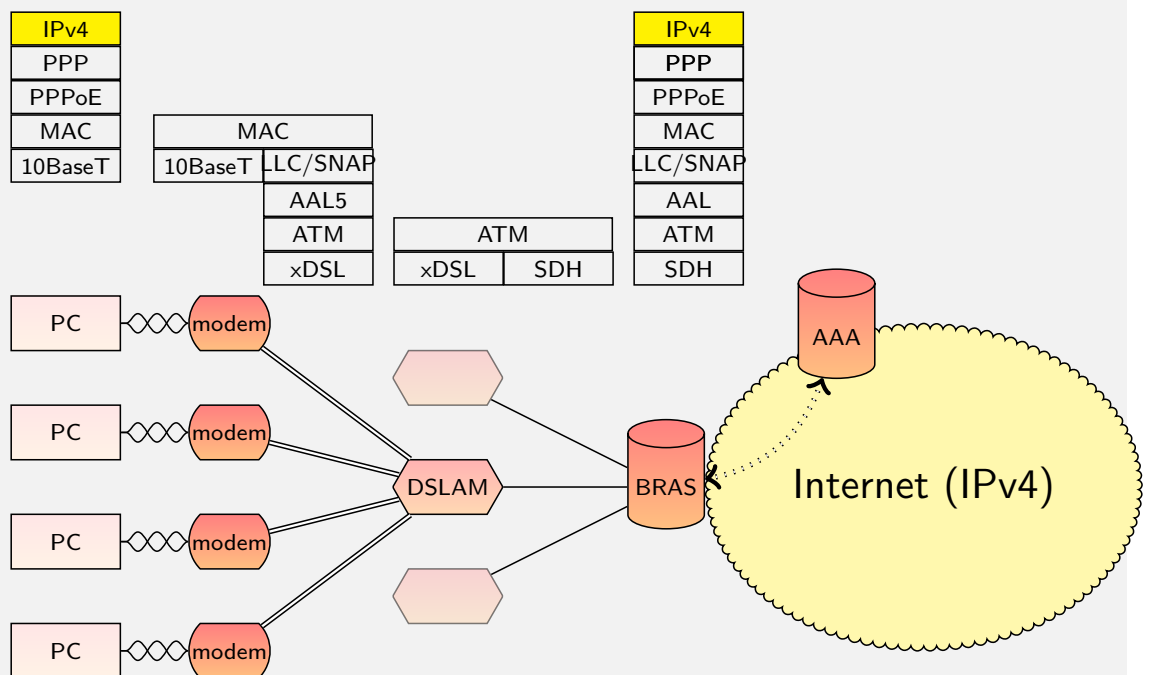 IPv4
PPP
PPPoE
MAC
10BaseT
MAC
10BaseT
LLC/SNAP
AAL5
ATM
xDSL
ATM
xDSL
SDH
IPv4
PPP
PPPoE
MAC
LLC/SNAP
AAL
ATM
SDH
PC
modem
PC
modem
PC
modem
PC
modem
DSLAM
BRAS
AAA
Internet (IPv4)